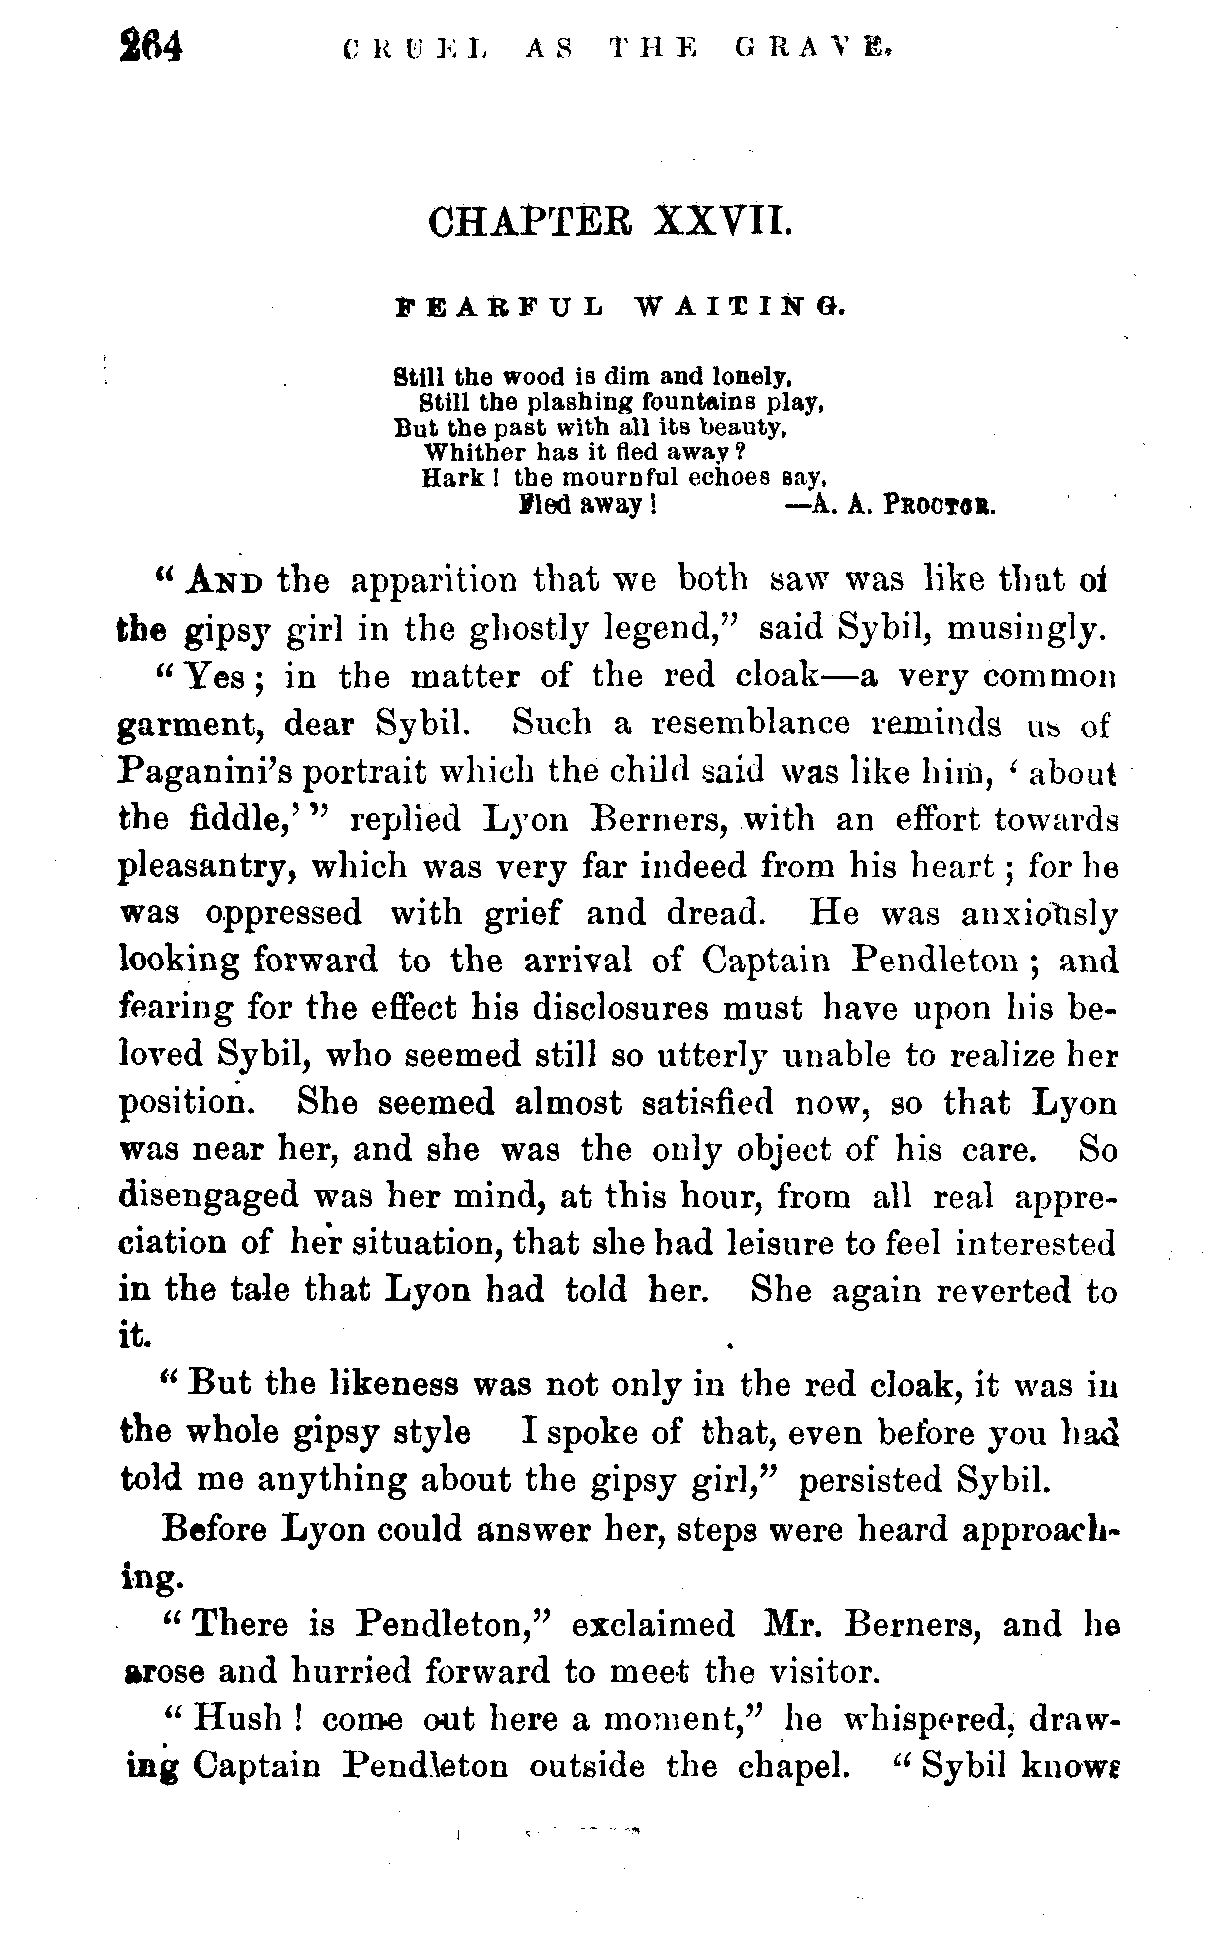 264 CRUEL AS THE GRAVE.
CHAPTER XXVII.
FEARFUL WAITING.
Still the wood is dim and lonely,
Still the plashing fountains play,
But the past with all its beauty,
Whither has it fled away?
Hark! the mournful echoes say,
Fled away! —A. A. PROCTOR.
"AND the apparition that we both saw was like that of
the gipsy girl in the ghostly legend," said Sybil, musingly.
"Yes; in the matter of the red cloak—a very common
garment, dear Sybil. Such a resemblance reminds us of
Paganini's portrait which the child said was like him, 'about
the fiddle,'" replied Lyon Berners, with an effort towards
pleasantry, which was very far indeed from his heart; for he
was oppressed with grief and dread. He was anxiously
looking forward to the arrival of Captain Pendleton; and
fearing for the effect his disclosures must have upon his be-
loved Sybil, who seemed still so utterly unable to realize her
position. She seemed almost satisfied now, so that Lyon
was near her, and she was the only object of his care. So
disengaged was her mind, at this hour, from all real appre-
ciation of her situation, that she had leisure to feel interested
in the tale that Lyon had told her. She again reverted to
it.
"But the likeness was not only in the red cloak, it was in
the whole gipsy style I spoke of that, even before you had
told me anything about the gipsy girl," persisted Sybil.
Before Lyon could answer her, steps were heard approach-
ing.
"There is Pendleton," exclaimed Mr. Berners, and he
arose and hurried forward to meet the visitor.
"Hush! come out here a moment," he whispered, draw-
ing Captain Pendleton outside the chapel. "Sybil knows